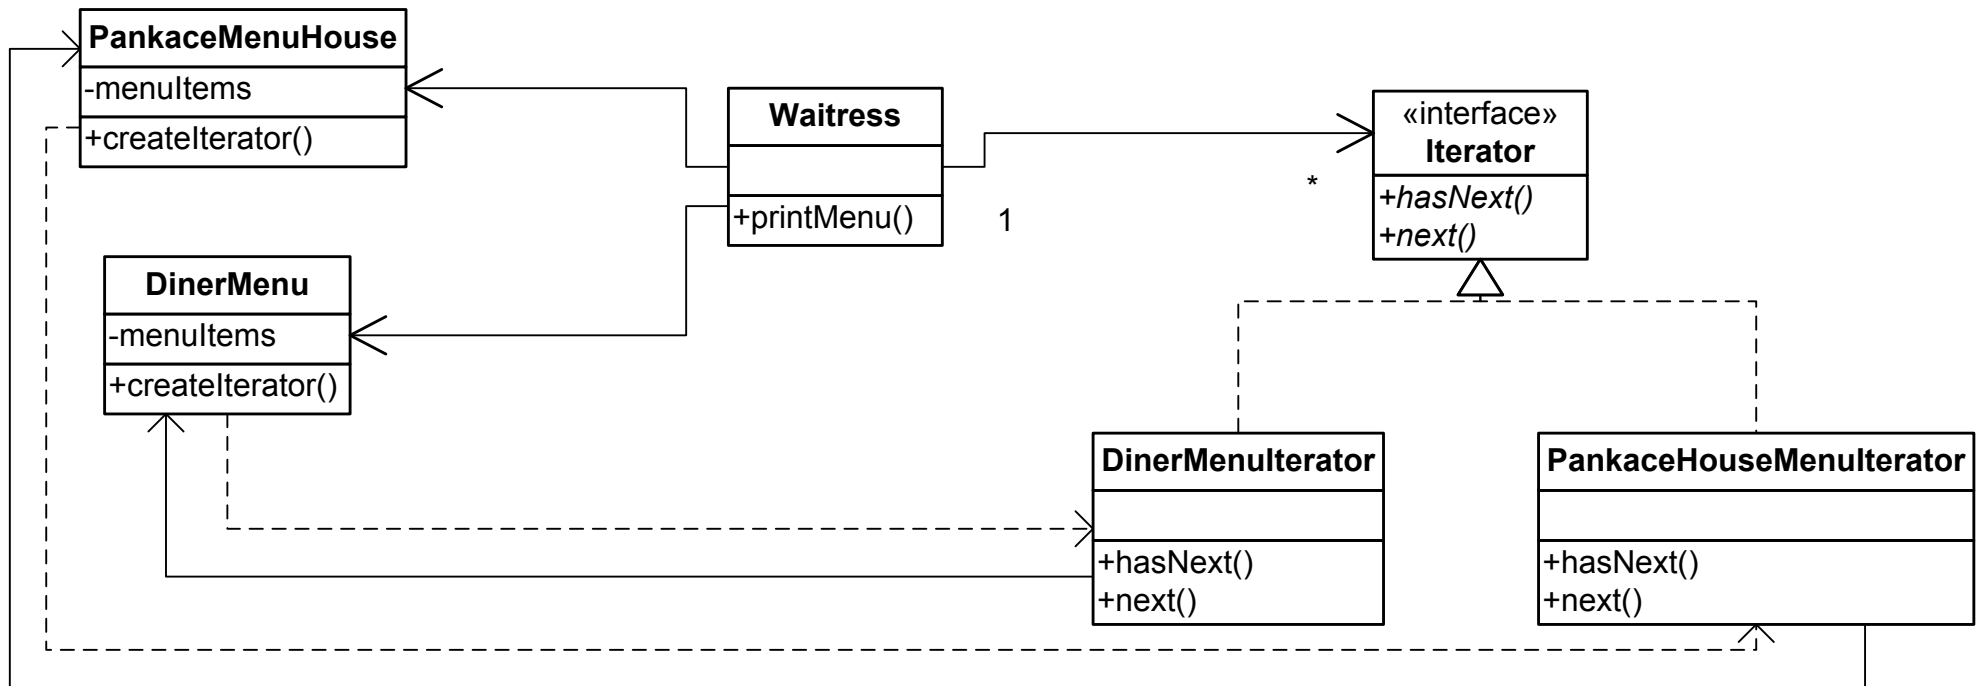 PankaceMenuHouse
-menuItems
+createIterator()
Waitress
+printMenu()
1
*
«interface»
Iterator
+hasNext()
+next()
DinerMenu
-menuItems
+createIterator()
DinerMenuIterator
+hasNext()
+next()
PankaceHouseMenuIterator
+hasNext()
+next()